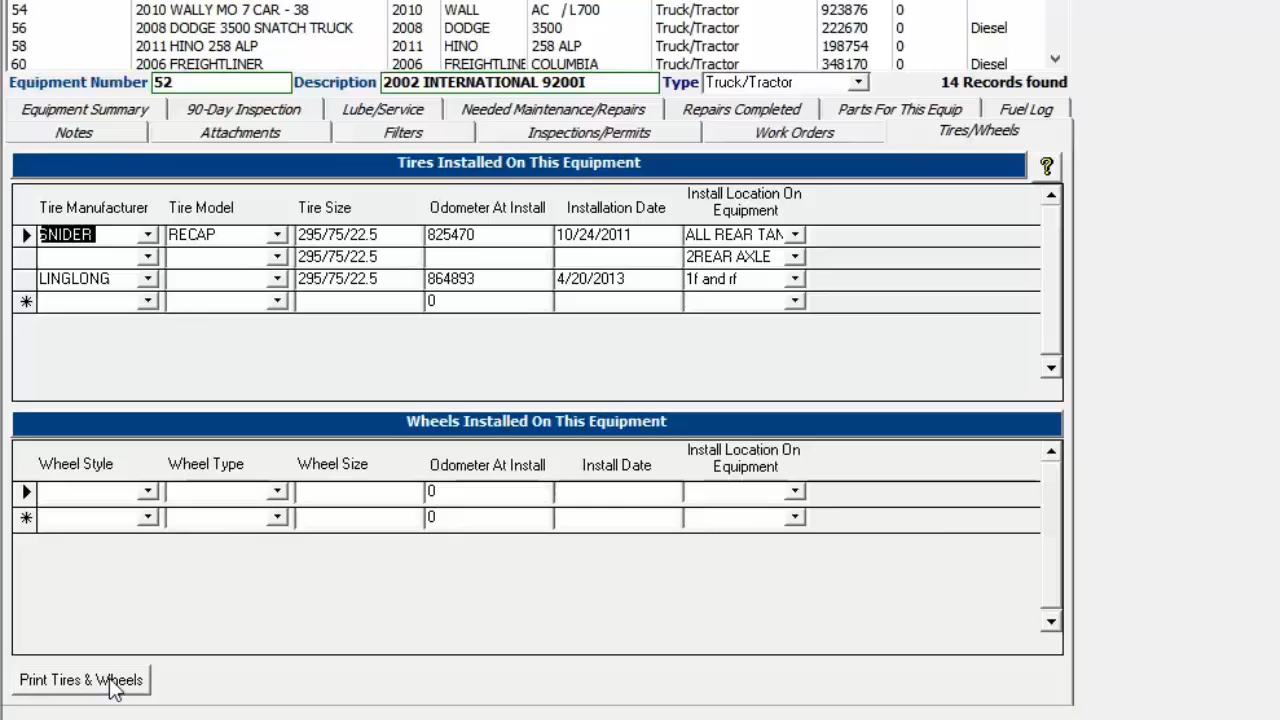 54 2010 WALLY MO 7 CAR - 38 2010 WALL AC / L700 Truck/Tractor 923876 0
56 2008 DODGE 3500 SNATCH TRUCK 2008 DODGE 3500 Truck/Tractor 222670 0 Diesel
58 2011 HINO 258 ALP 2011 HINO 258 ALP Truck/Tractor 198754 0
60 2006 FREIGHTLINER 2006 FREIGHTLINE COLUMBIA Truck/Tractor 348170 0 Diesel
Equipment Number 52 Description 2002 INTERNATIONAL 9200I Type Truck/Tractor 14 Records found
Equipment Summary 90-Day Inspection Lube/Service Needed Maintenance/Repairs Repairs Completed Parts For This Equip Fuel Log
Notes Attachments Filters Inspections/Permits Work Orders Tires/Wheels
Tires Installed On This Equipment ?
Tire Manufacturer Tire Model Tire Size Odometer At Install Installation Date Install Location On
Equipment
SNIDER RECAP 295/75/22.5 825470 10/24/2011 ALL REAR TAN
295/75/22.5 2REAR AXLE
LINGLONG 295/75/22.5 864893 4/20/2013 1f and rf
0
Wheels Installed On This Equipment
Wheel Style Wheel Type Wheel Size Odometer At Install Install Date Install Location On
Equipment
0
0
Print Tires & Wheels